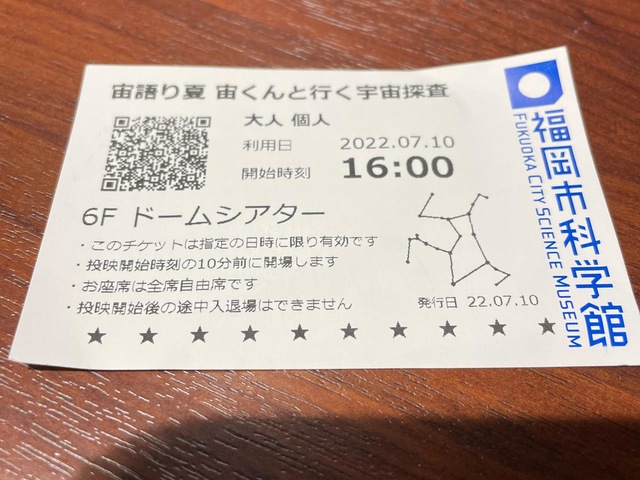 宙語り夏 宙くんと行く宇宙探査
大人 個人
利用日 2022.07.10
開始時刻 16:00
6F ドームシアター
・このチケットは指定の日時に限り有効です
・投映開始時刻の10分前に開場します
・お座席は全席自由席です
・投映開始後の途中入退場はできません
発行日 22.07.10
★ ★ ★ ★ ★ ★ ★ ★ ★ ★
福岡市科学館
FUKUOKA CITY SCIENCE MUSEUM